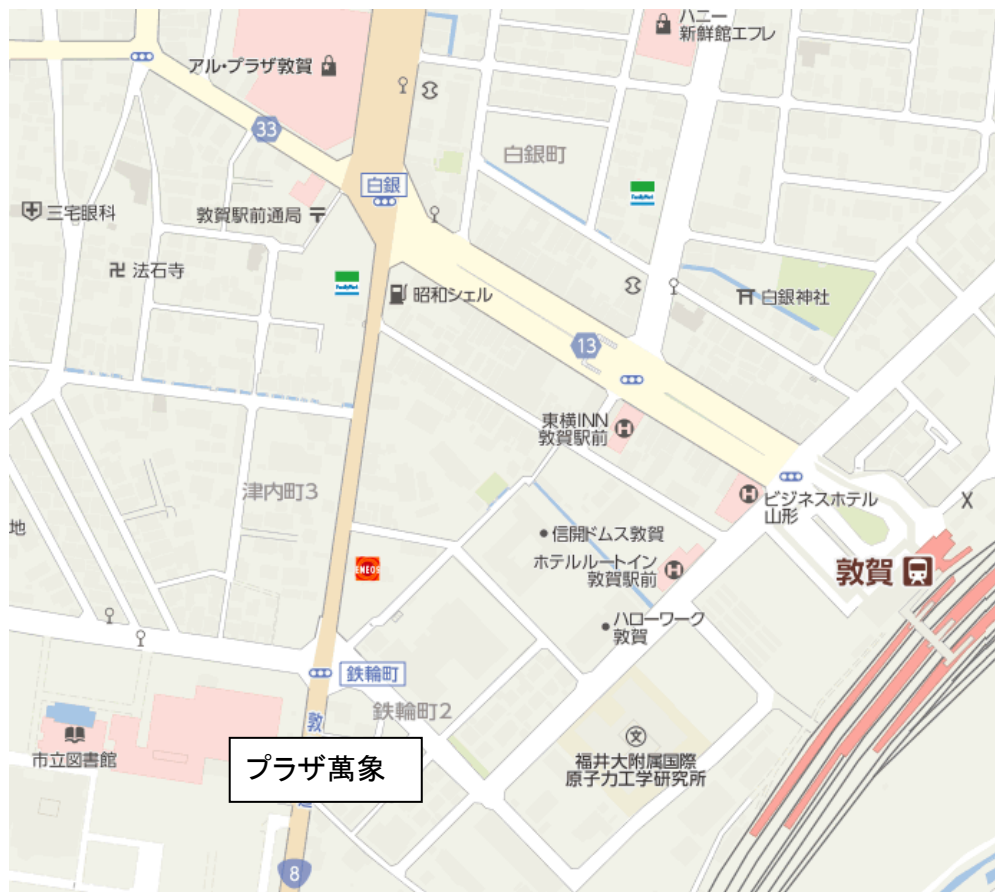 ハニー
新鮮館エフレ
アル・プラザ敦賀
33
白銀町
白銀
FamilyMart
三宅眼科
敦賀駅前通局
法石寺
FamilyMart
昭和シェル
白銀神社
13
東横INN
敦賀駅前
津内町3
ビジネスホテル
山形
地
信開ドムス敦賀
ENEOS
ホテルルートイン
敦賀駅前
敦賀
ハローワーク
敦賀
鉄輪町
鉄輪町2
敦
市立図書館
プラザ萬象
文
福井大附属国際
原子力工学研究所
8